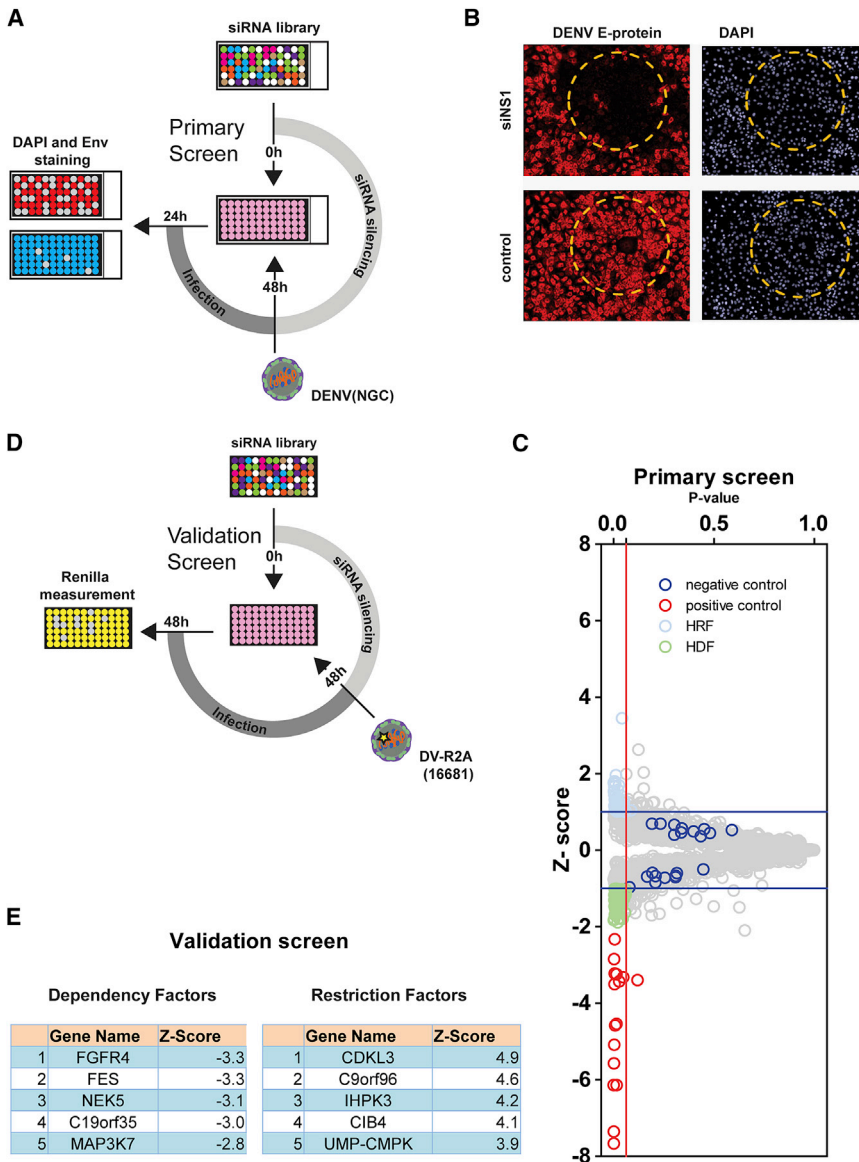 A
siRNA library
Primary
Screen
0h
siRNA silencing
DAPI and Env
staining
24h
Infection
48h
DENV(NGC)
B
DENV E-protein
DAPI
siNS1
control
D
siRNA library
Validation
Screen
0h
siRNA silencing
Renilla
measurement
48h
48h
Infection
DV-R2A
(16681)
C
Primary screen
P-value
0.0 0.5 1.0
8
6
4
2
0
-2
-4
-6
-8
Z- score
negative control
positive control
HRF
HDF
E
Validation screen
Dependency Factors
Gene Name Z-Score
1 FGFR4 -3.3
2 FES -3.3
3 NEK5 -3.1
4 C19orf35 -3.0
5 MAP3K7 -2.8
Restriction Factors
Gene Name Z-Score
1 CDKL3 4.9
2 C9orf96 4.6
3 IHPK3 4.2
4 CIB4 4.1
5 UMP-CMPK 3.9